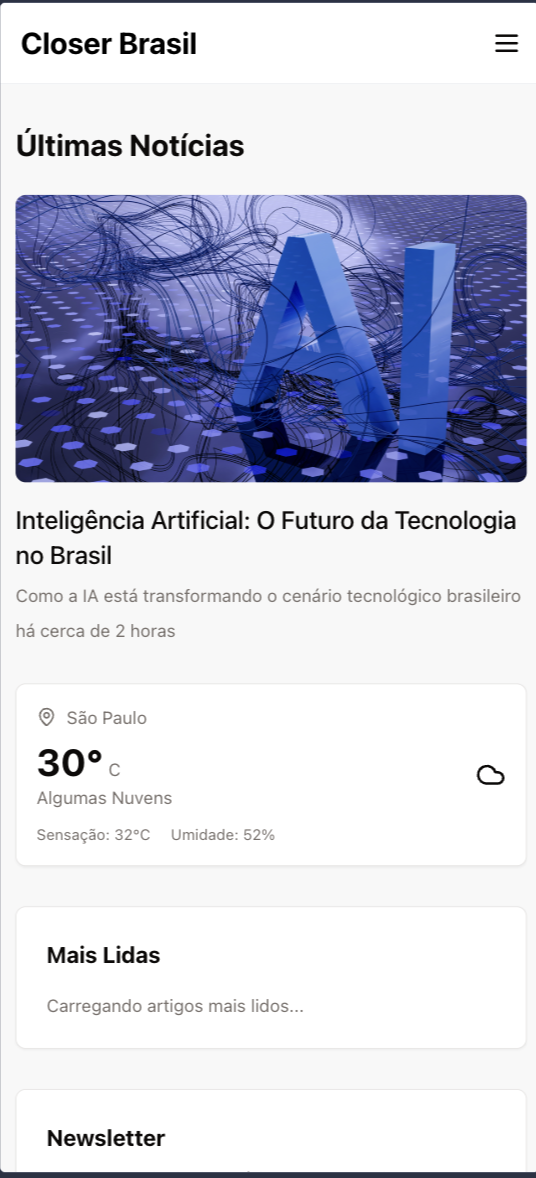 Closer Brasil
Últimas Notícias
AI
Inteligência Artificial: O Futuro da Tecnologia
no Brasil
Como a IA está transformando o cenário tecnológico brasileiro
há cerca de 2 horas
São Paulo
30° C
Algumas Nuvens
Sensação: 32°C Umidade: 52%
Mais Lidas
Carregando artigos mais lidos...
Newsletter